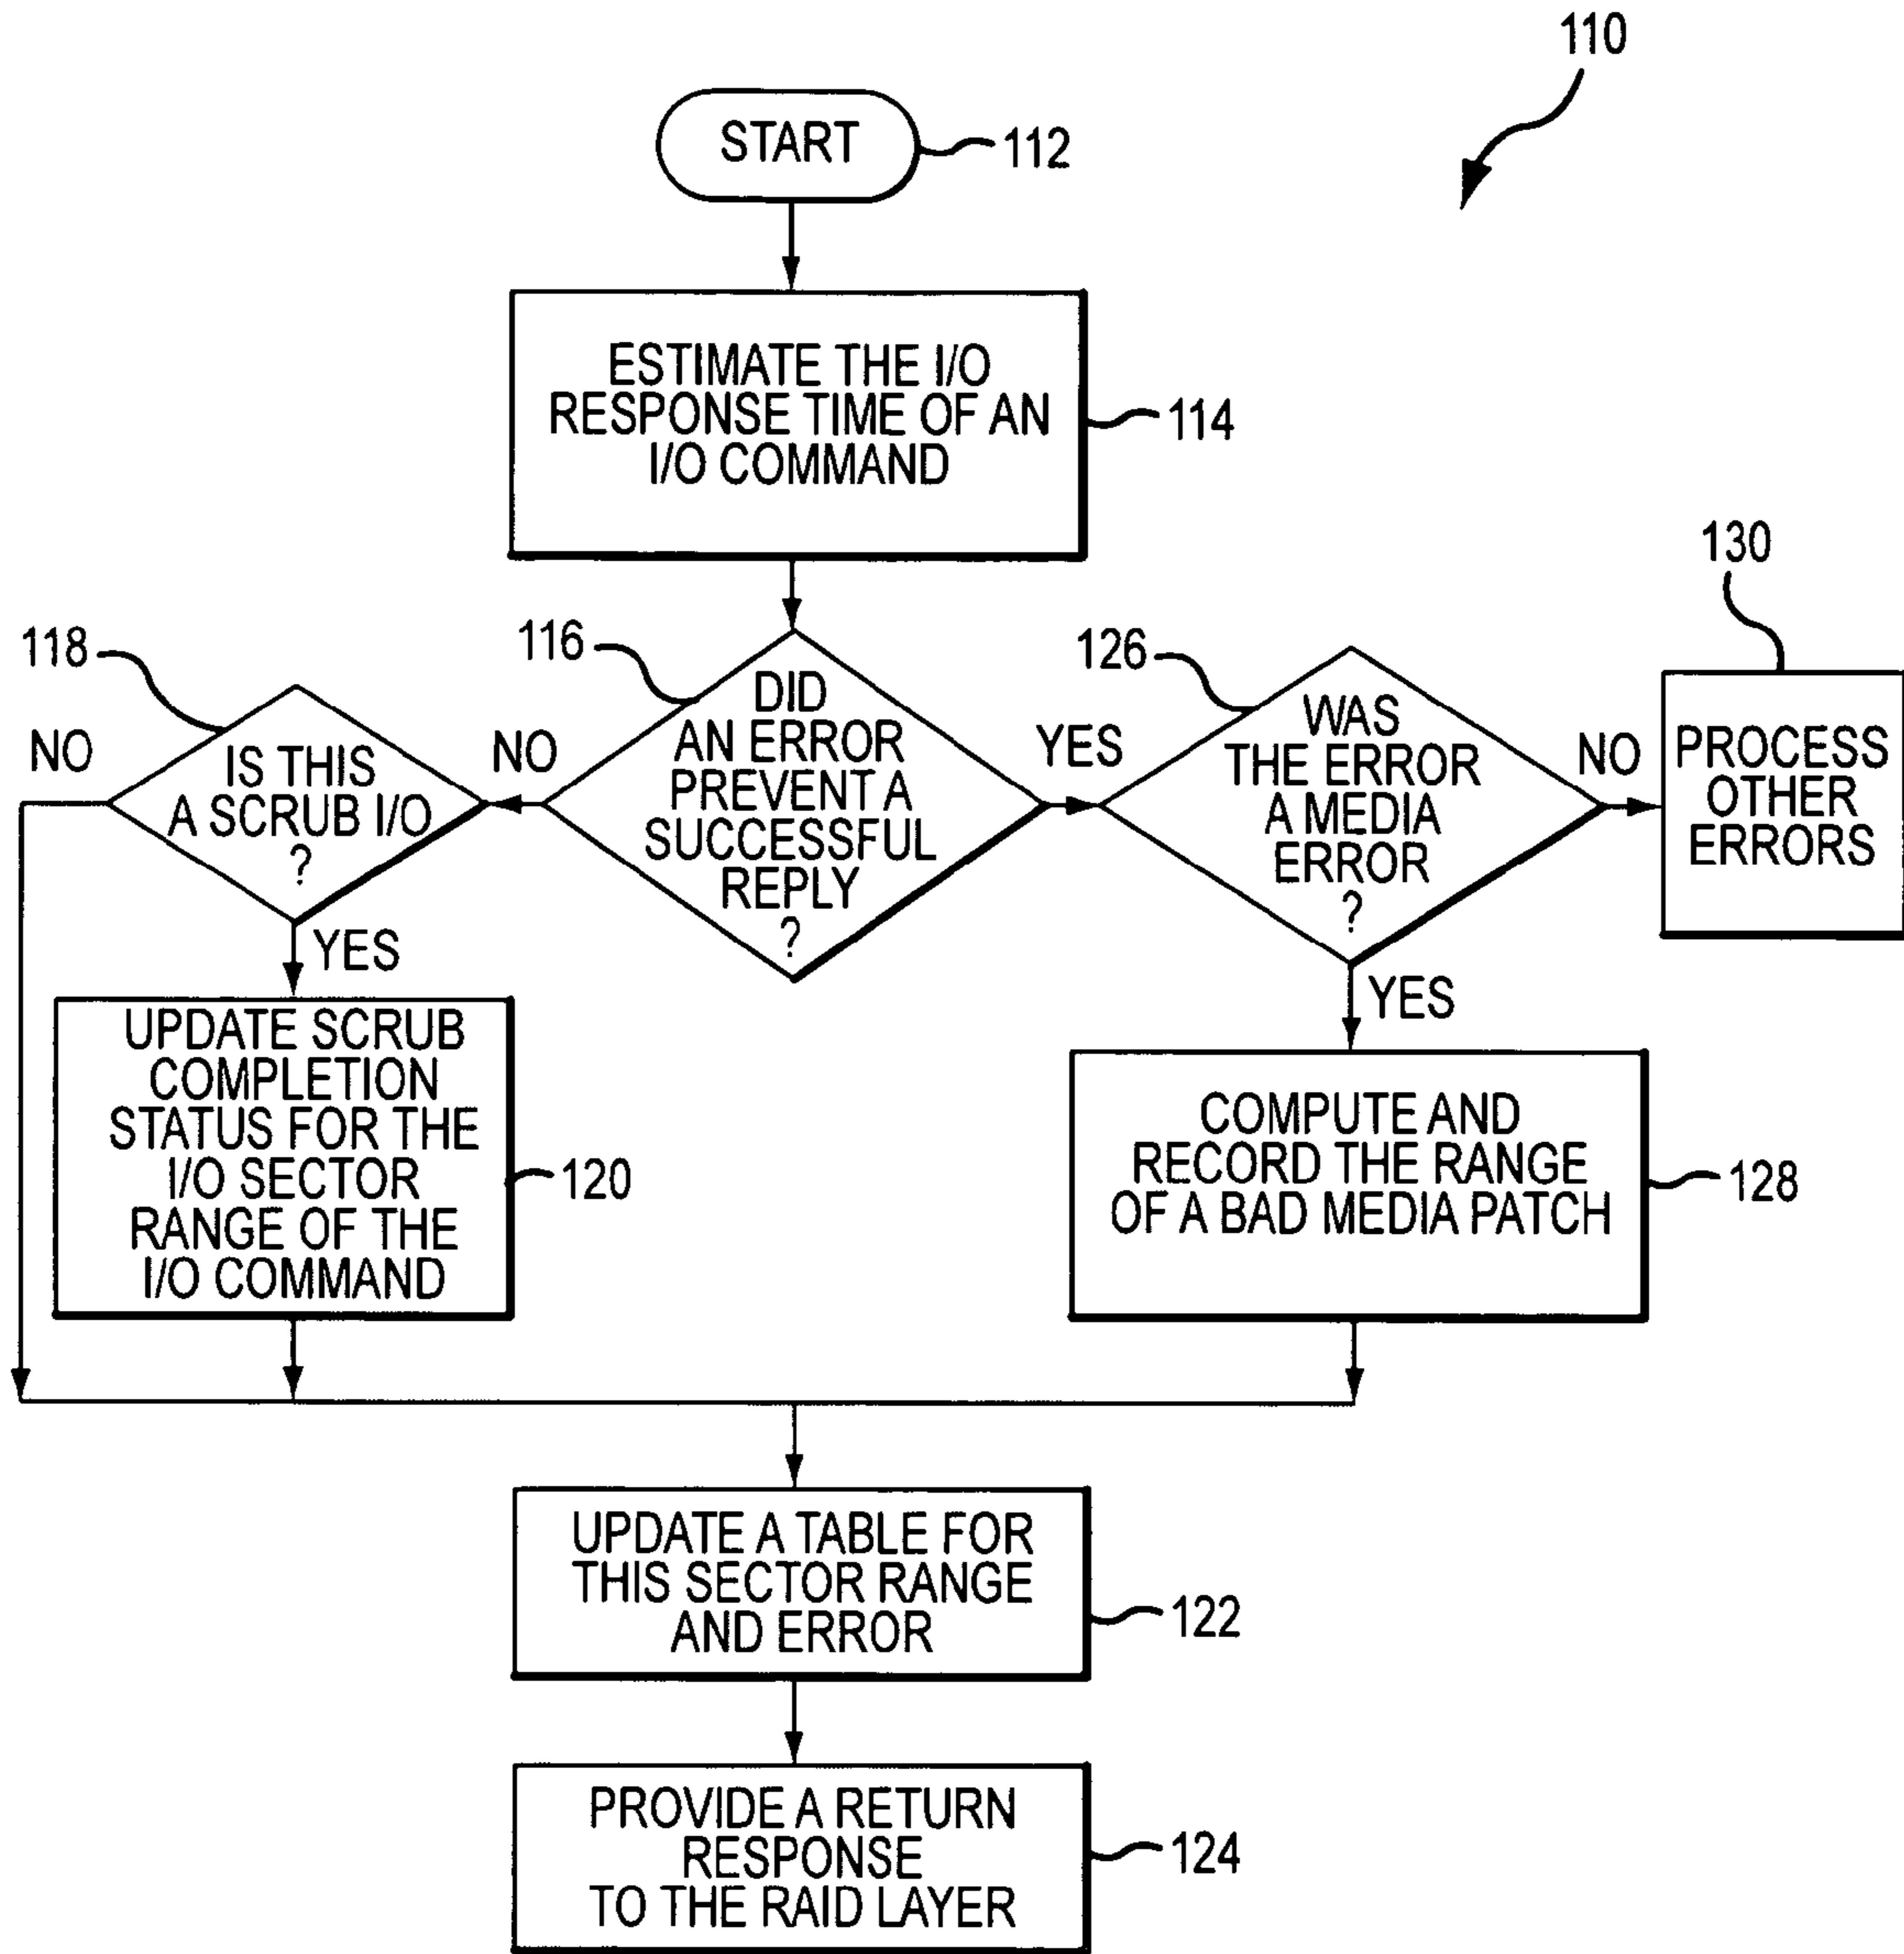 110
START
112
ESTIMATE THE I/O
RESPONSE TIME OF AN
I/O COMMAND
114
130
118
116
126
NO
IS THIS
A SCRUB I/O
?
NO
DID
AN ERROR
PREVENT A
SUCCESSFUL
REPLY
?
YES
WAS
THE ERROR
A MEDIA
ERROR
?
NO
PROCESS
OTHER
ERRORS
YES
YES
UPDATE SCRUB
COMPLETION
STATUS FOR THE
I/O SECTOR
RANGE OF THE
I/O COMMAND
120
COMPUTE AND
RECORD THE RANGE
OF A BAD MEDIA PATCH
128
UPDATE A TABLE FOR
THIS SECTOR RANGE
AND ERROR
122
PROVIDE A RETURN
RESPONSE
TO THE RAID LAYER
124